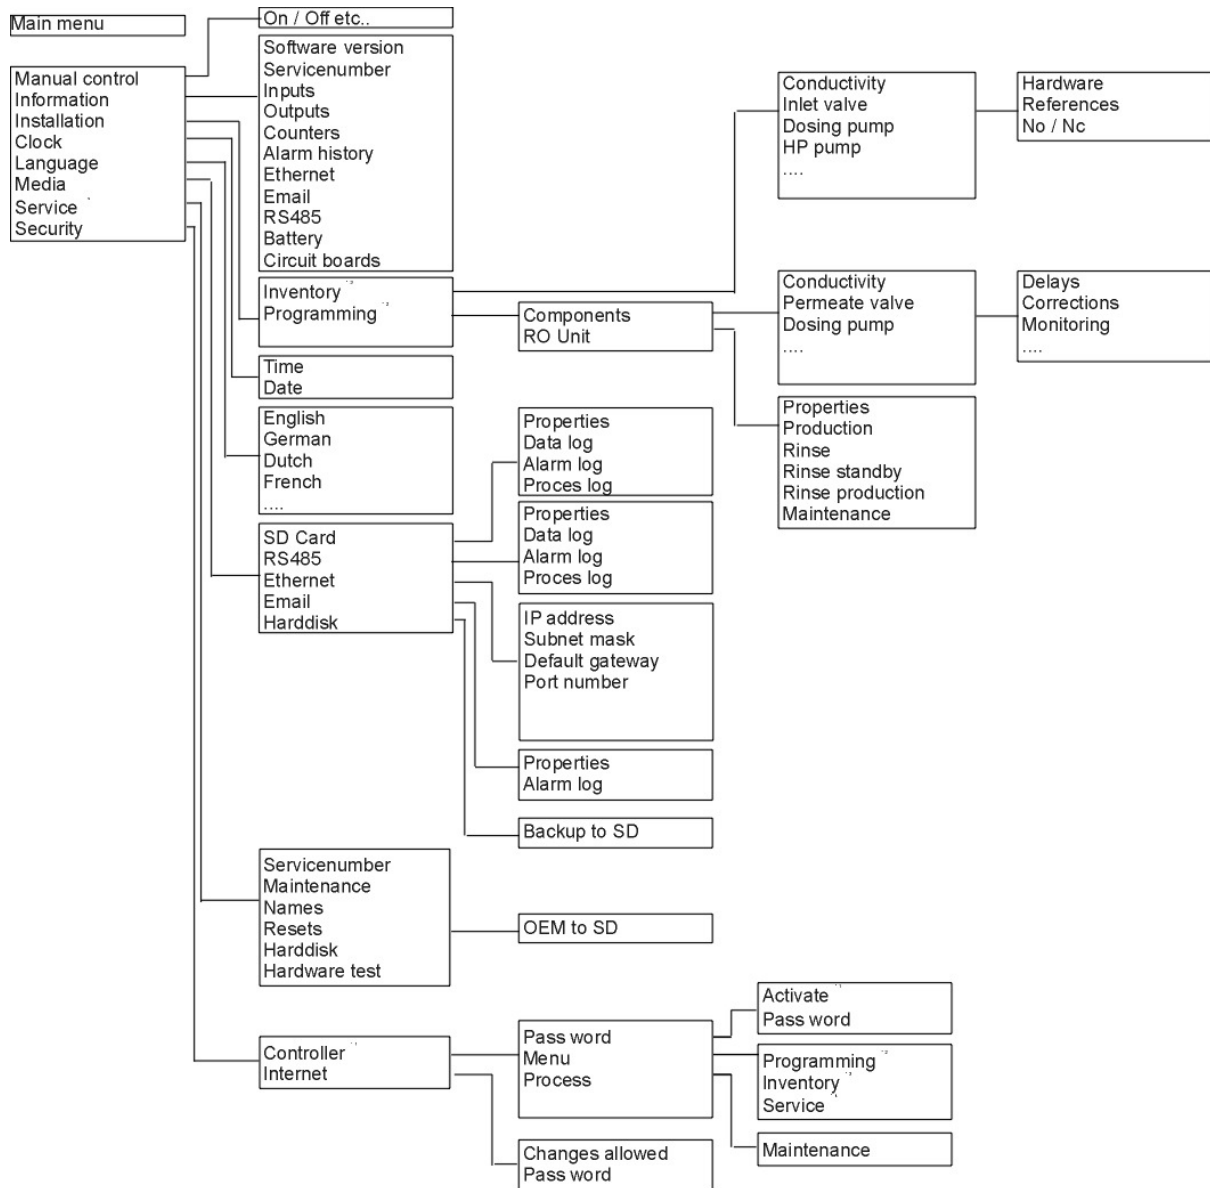 Main menu
Manual control
Information
Installation
Clock
Language
Media
Service
Security
On / Off etc..
Software version
Servicenumber
Inputs
Outputs
Counters
Alarm history
Ethernet
Email
RS485
Battery
Circuit boards
Inventory
Programming
Time
Date
English
German
Dutch
French
....
SD Card
RS485
Ethernet
Email
Harddisk
Servicenumber
Maintenance
Names
Resets
Harddisk
Hardware test
Controller
Internet
Components
RO Unit
Properties
Data log
Alarm log
Proces log
Properties
Data log
Alarm log
Proces log
IP address
Subnet mask
Default gateway
Port number
Properties
Alarm log
Backup to SD
OEM to SD
Pass word
Menu
Process
Changes allowed
Pass word
Conductivity
Inlet valve
Dosing pump
HP pump
....
Conductivity
Permeate valve
Dosing pump
....
Properties
Production
Rinse
Rinse standby
Rinse production
Maintenance
Activate
Pass word
Programming
Inventory
Service
Maintenance
Hardware
References
No / Nc
Delays
Corrections
Monitoring
....